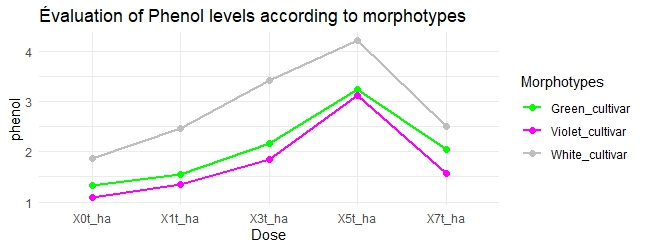 Évaluation of Phenol levels according to morphotypes
4
3
2
1
phenol
X0t_ha X1t_ha X3t_ha X5t_ha X7t_ha
Dose
Morphotypes
Green_cultivar
Violet_cultivar
White_cultivar